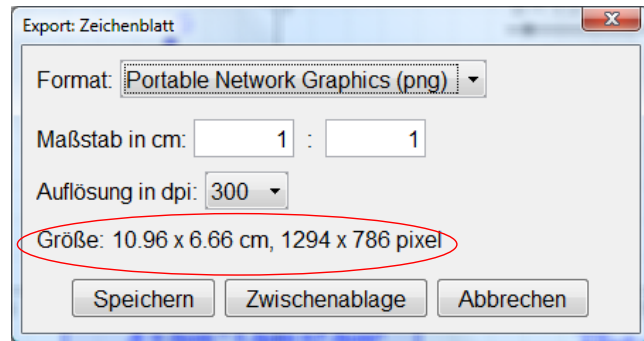 Export: Zeichenblatt
Format: Portable Network Graphics (png)
Maßstab in cm: 1 : 1
Auflösung in dpi: 300
Größe: 10.96 x 6.66 cm, 1294 x 786 pixel
Speichern Zwischenablage Abbrechen